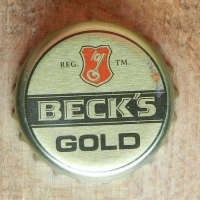 REG. TM.
BECK'S
GOLD